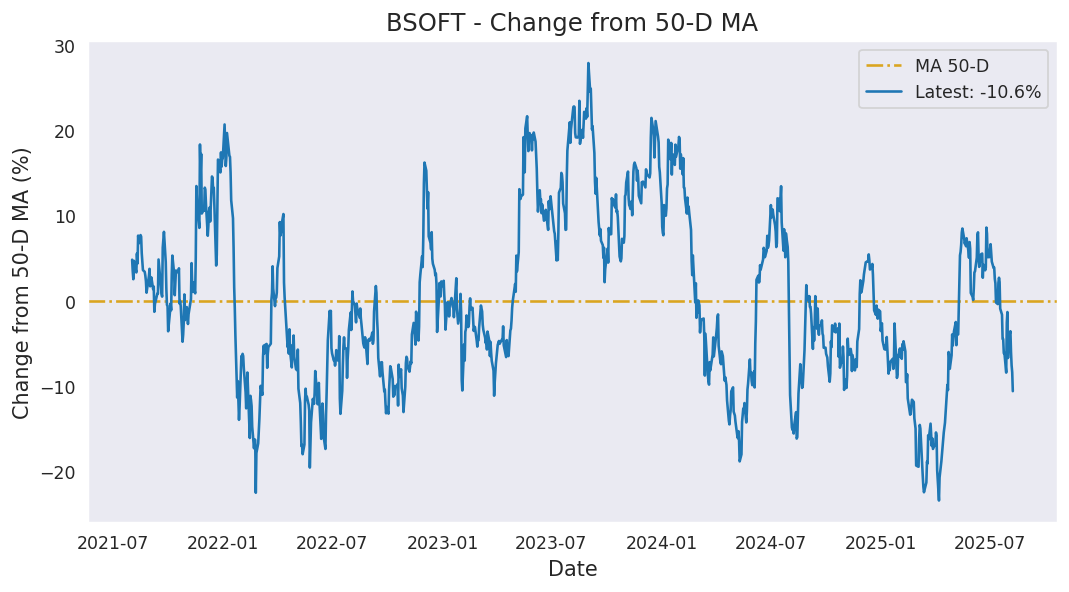 BSOFT - Change from 50-D MA
30
20
10
0
−10
−20
Change from 50-D MA (%)
MA 50-D
Latest: -10.6%
2021-07 2022-01 2022-07 2023-01 2023-07 2024-01 2024-07 2025-01 2025-07
Date